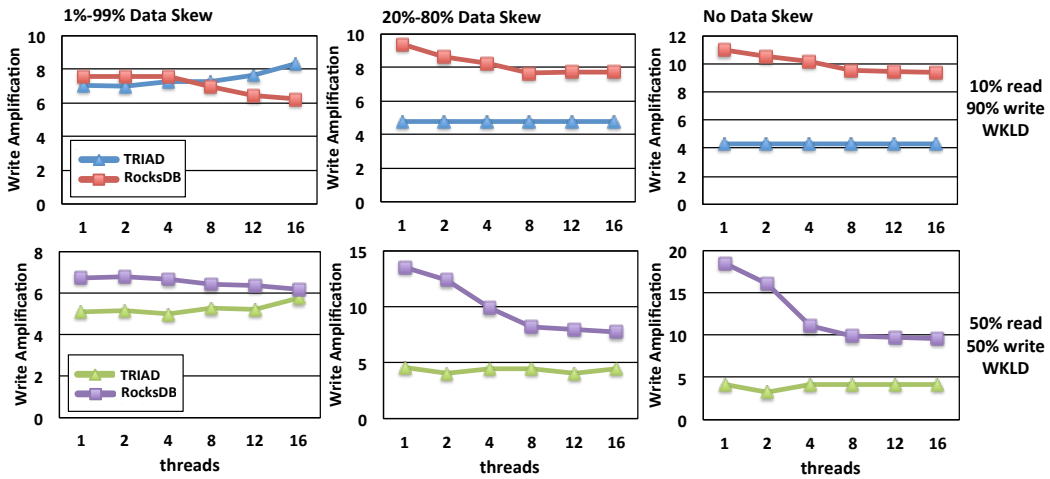 1%-99% Data Skew
20%-80% Data Skew
No Data Skew
Write Amplification
10
8
6
4
2
0
TRIAD
RocksDB
1 2 4 8 12 16
Write Amplification
10
8
6
4
2
0
1 2 4 8 12 16
Write Amplification
12
10
8
6
4
2
0
1 2 4 8 12 16
10% read
90% write
WKLD
Write Amplification
8
6
4
2
0
TRIAD
RocksDB
1 2 4 8 12 16
threads
Write Amplification
15
10
5
0
1 2 4 8 12 16
threads
Write Amplification
20
15
10
5
0
1 2 4 8 12 16
threads
50% read
50% write
WKLD